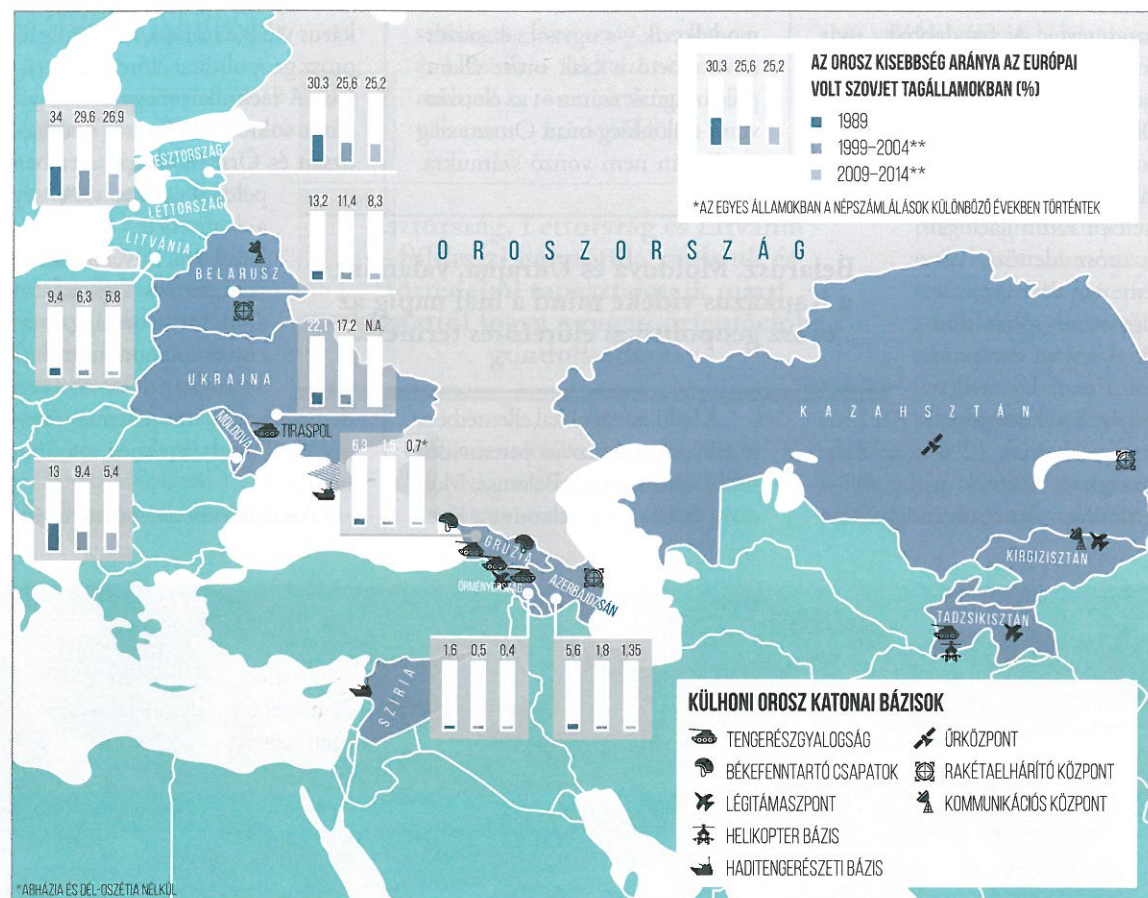 34 29.6 26.9
30.3 25,6 25,2
ÉSZTORSZÁG
LETTORSZÁG
LITVÁNIA
13,2 11,4 8,3
BELARUSZ
OROSZORSZÁG
9,4 6,3 5,8
22,1 17,2 N.A.
UKRAJNA
MOLDOVA
TIRASPOL
13 9.4 5,4
6,3 1,5 0,7*
KAZAHSZTÁN
GRÚZIA
ÖRMÉNYORSZÁG
AZERBAJDZSÁN
KIRGIZISZTÁN
TADZSIKISZTÁN
1.6 0,5 0,4
5,6 1,8 1,35
SZÍRIA
30.3 25,6 25,2
AZ OROSZ KISEBBSÉG ARÁNYA AZ EURÓPAI
VOLT SZOVJET TAGÁLLAMOKBAN (%)
1989
1999–2004**
2009–2014**
*AZ EGYES ÁLLAMOKBAN A NÉPSZÁMLÁLÁSOK KÜLÖNBÖZŐ ÉVEKBEN TÖRTÉNTEK
KÜLHONI OROSZ KATONAI BÁZISOK
TENGERÉSZGYALOGSÁG
BÉKEFENNTARTÓ CSAPATOK
LÉGITÁMASZPONT
HELIKOPTER BÁZIS
HADITENGERÉSZETI BÁZIS
ŰRKÖZPONT
RAKÉTAELHÁRÍTÓ KÖZPONT
KOMMUNIKÁCIÓS KÖZPONT
*ABHÁZIA ÉS DÉL-OSZÉTIA NÉLKÜL